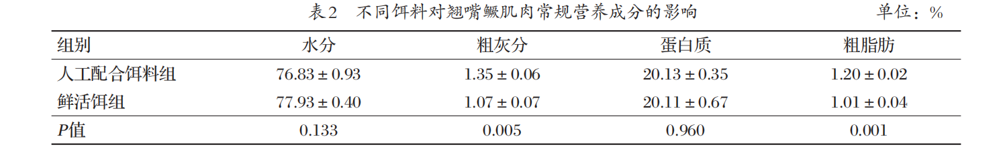 表2 不同饵料对翘嘴鳜肌肉常规营养成分的影响 单位：%
组别 水分 粗灰分 蛋白质 粗脂肪
人工配合饵料组 76.83±0.93 1.35±0.06 20.13±0.35 1.20±0.02
鲜活饵组 77.93±0.40 1.07±0.07 20.11±0.67 1.01±0.04
P值 0.133 0.005 0.960 0.001